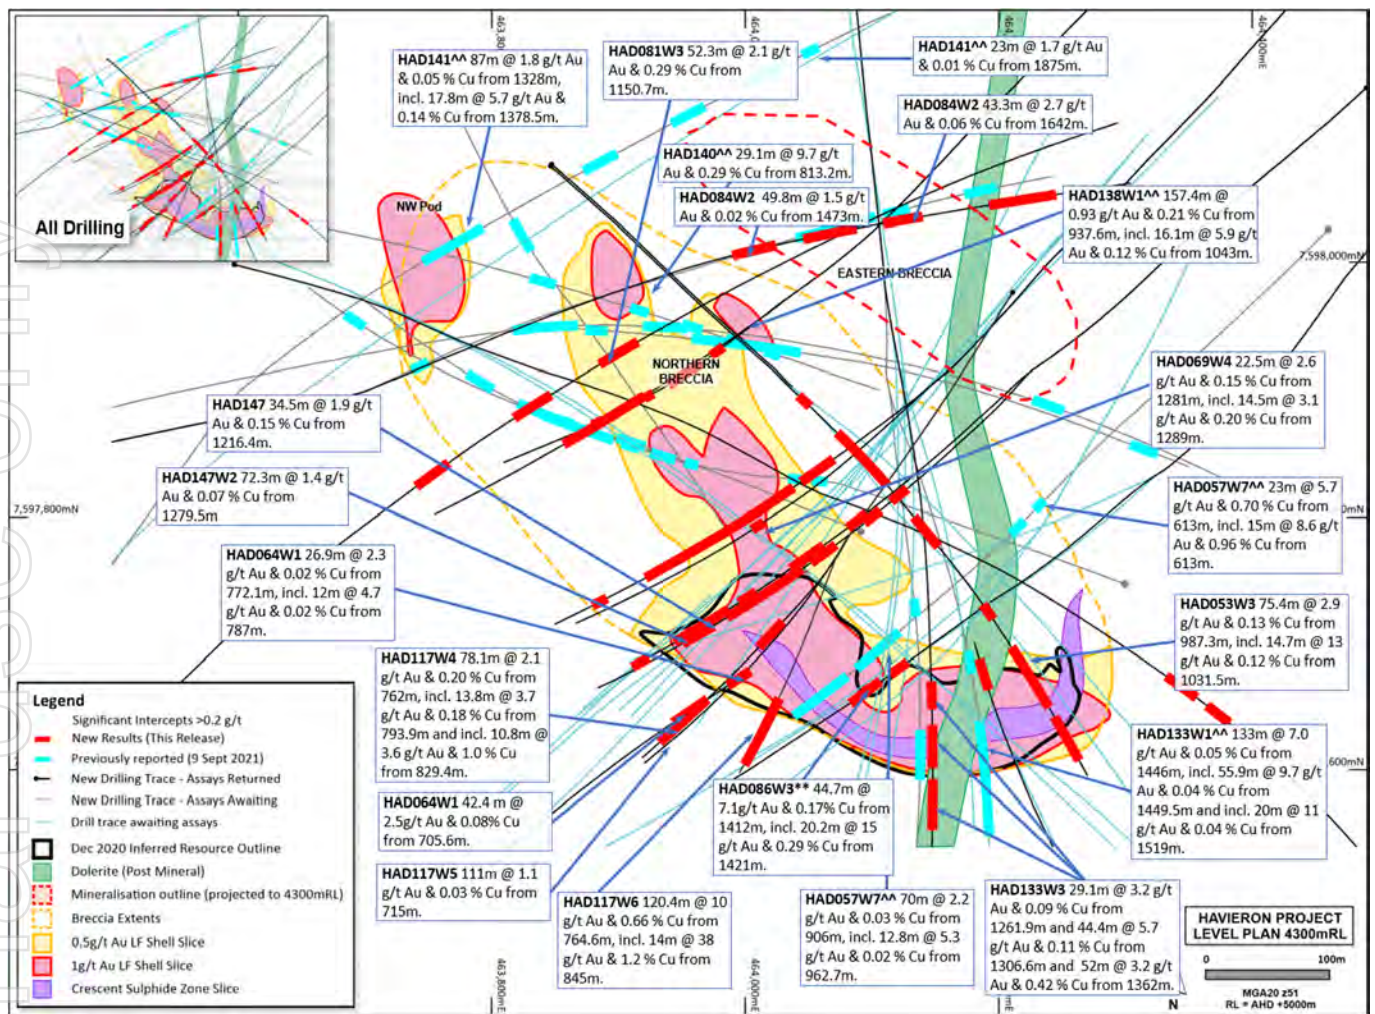 463,80
464,0
464,
464,400mE
HAD141^^ 87m @ 1.8 g/t Au
& 0.05 % Cu from 1328m,
incl. 17.8m @ 5.7 g/t Au &
0.14 % Cu from 1378.5m.
HAD081W3 52.3m @ 2.1 g/t
Au & 0.29 % Cu from
1150.7m.
HAD141^^ 23m @ 1.7 g/t Au
& 0.01 % Cu from 1875m.
HAD084W2 43.3m @ 2.7 g/t
Au & 0.06 % Cu from 1642m.
HAD140^^ 29.1m @ 9.7 g/t
Au & 0.29 % Cu from 813.2m.
HAD084W2 49.8m @ 1.5 g/t
Au & 0.02 % Cu from 1473m.
HAD138W1^^ 157.4m @
0.93 g/t Au & 0.21 % Cu from
937.6m, incl. 16.1m @ 5.9 g/t
Au & 0.12 % Cu from 1043m.
All Drilling
NW Pod
EASTERN BRECCIA
7,598,000mN
NORTHERN
BRECCIA
HAD069W4 22.5m @ 2.6
g/t Au & 0.15 % Cu from
1281m, incl. 14.5m @ 3.1
g/t Au & 0.20 % Cu from
1289m.
HAD147 34.5m @ 1.9 g/t
Au & 0.15 % Cu from
1216.4m.
HAD147W2 72.3m @ 1.4 g/t
Au & 0.07 % Cu from
1279.5m
7,597,800mN
0mN
HAD057W7^^ 23m @ 5.7
g/t Au & 0.70 % Cu from
613m, incl. 15m @ 8.6 g/t
Au & 0.96 % Cu from
613m.
HAD064W1 26.9m @ 2.3
g/t Au & 0.02 % Cu from
772.1m, incl. 12m @ 4.7
g/t Au & 0.02 % Cu from
787m.
HAD053W3 75.4m @ 2.9
g/t Au & 0.13 % Cu from
987.3m, incl. 14.7m @ 13
g/t Au & 0.12 % Cu from
1031.5m.
HAD117W4 78.1m @ 2.1
g/t Au & 0.20 % Cu from
762m, incl. 13.8m @ 3.7
g/t Au & 0.18 % Cu from
793.9m and incl. 10.8m @
3.6 g/t Au & 1.0 % Cu
from 829.4m.
HAD133W1^^ 133m @ 7.0
g/t Au & 0.05 % Cu from
1446m, incl. 55.9m @ 9.7 g/t
Au & 0.04 % Cu from
1449.5m and incl. 20m @ 11
g/t Au & 0.04 % Cu from
1519m.
600mN
HAD064W1 42.4 m @
2.5g/t Au & 0.08% Cu
from 705.6m.
HAD086W3** 44.7m @
7.1g/t Au & 0.17% Cu from
1412m, incl. 20.2m @ 15
g/t Au & 0.29 % Cu from
1421m.
HAD117W5 111m @ 1.1
g/t Au & 0.03 % Cu from
715m.
HAD117W6 120.4m @ 10
g/t Au & 0.66 % Cu from
764.6m, incl. 14m @ 38
g/t Au & 1.2 % Cu from
845m.
HAD057W7^^ 70m @ 2.2
g/t Au & 0.03 % Cu from
906m, incl. 12.8m @ 5.3
g/t Au & 0.02 % Cu from
962.7m.
HAD133W3 29.1m @ 3.2 g/t
Au & 0.09 % Cu from
1261.9m and 44.4m @ 5.7
g/t Au & 0.11 % Cu from
1306.6m and 52m @ 3.2 g/t
Au & 0.42 % Cu from 1362m.
Legend
Significant Intercepts >0.2 g/t
New Results (This Release)
Previously reported (9 Sept 2021)
New Drilling Trace - Assays Returned
New Drilling Trace - Assays Awaiting
Drill trace awaiting assays
Dec 2020 Inferred Resource Outline
Dolerite (Post Mineral)
Mineralisation outline (projected to 4300mRL)
Breccia Extents
0.5g/t Au LF Shell Slice
1g/t Au LF Shell Slice
Crescent Sulphide Zone Slice
463,800mE
464,000mE
mE
HAVIERON PROJECT
LEVEL PLAN 4300mRL
0 100m
MGA20 z51
RL = AHD +5000m
N